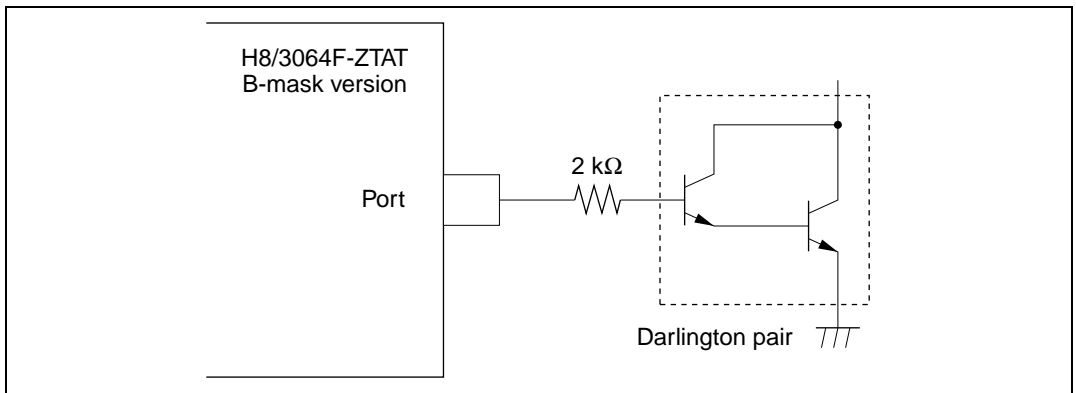 H8/3064F-ZTAT
B-mask version
Port
2 kΩ
Darlington pair